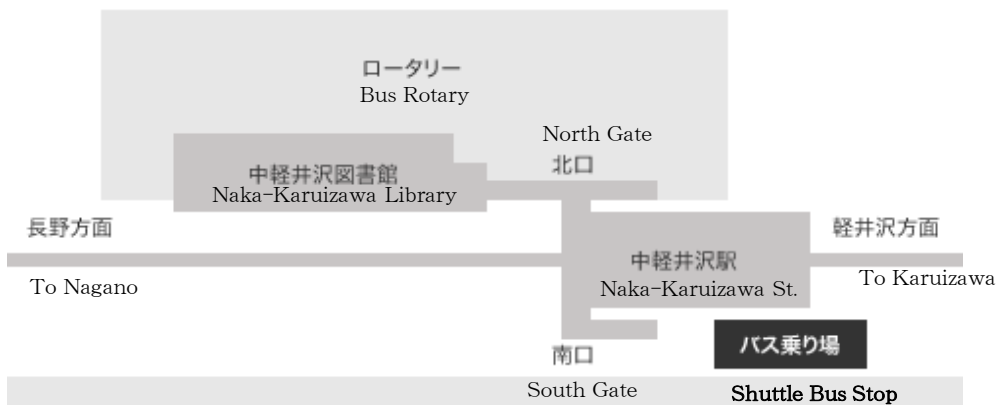 ロータリー
Bus Rotary
North Gate
北口
中軽井沢図書館
Naka-Karuizawa Library
長野方面
To Nagano
軽井沢方面
To Karuizawa
中軽井沢駅
Naka-Karuizawa St.
南口
South Gate
バス乗り場
Shuttle Bus Stop